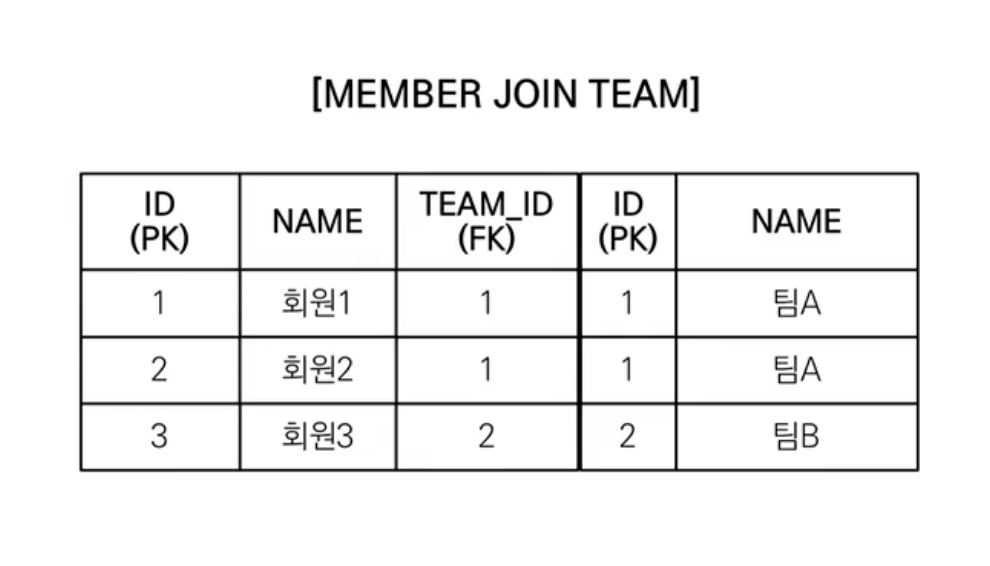 [MEMBER JOIN TEAM]
ID (PK) NAME TEAM_ID (FK) ID (PK) NAME
1 회원1 1 1 팀A
2 회원2 1 1 팀A
3 회원3 2 2 팀B